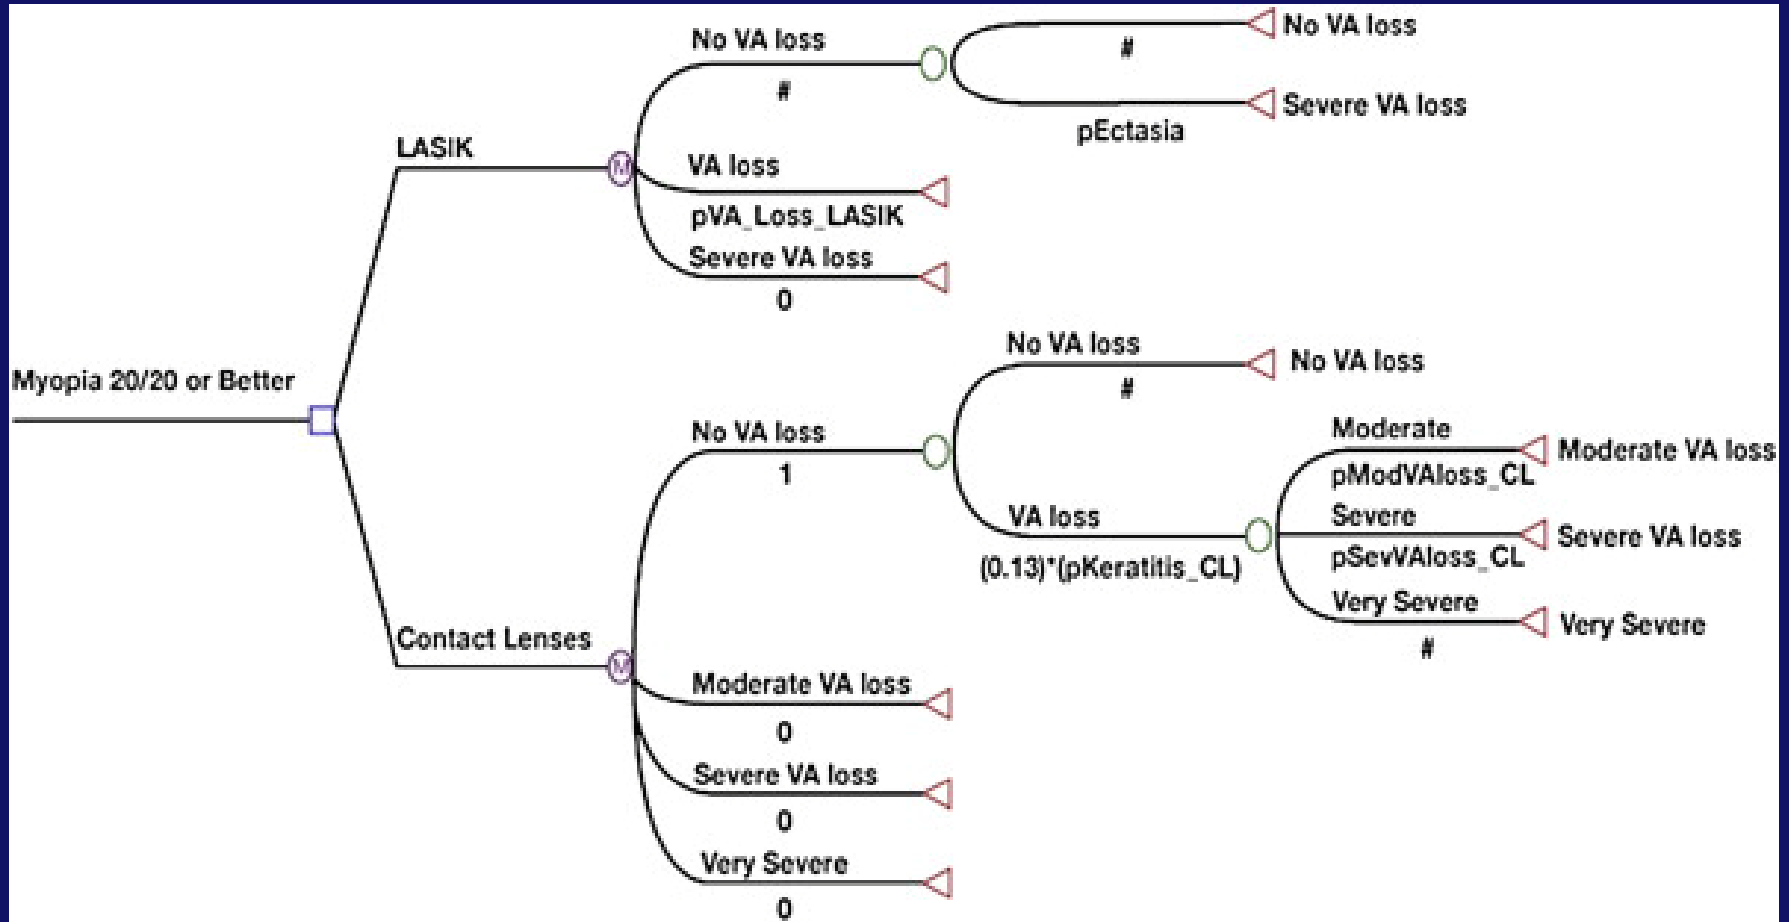 No VA loss
#
No VA loss
#
Severe VA loss
pEctasia
LASIK
M
VA loss
pVA_Loss_LASIK
Severe VA loss
0
Myopia 20/20 or Better
No VA loss
1
No VA loss
#
No VA loss
VA loss
(0.13)*(pKeratitis_CL)
Moderate
pModVAloss_CL
Moderate VA loss
Severe
pSevVAloss_CL
Severe VA loss
Very Severe
#
Very Severe
Contact Lenses
M
Moderate VA loss
0
Severe VA loss
0
Very Severe
0